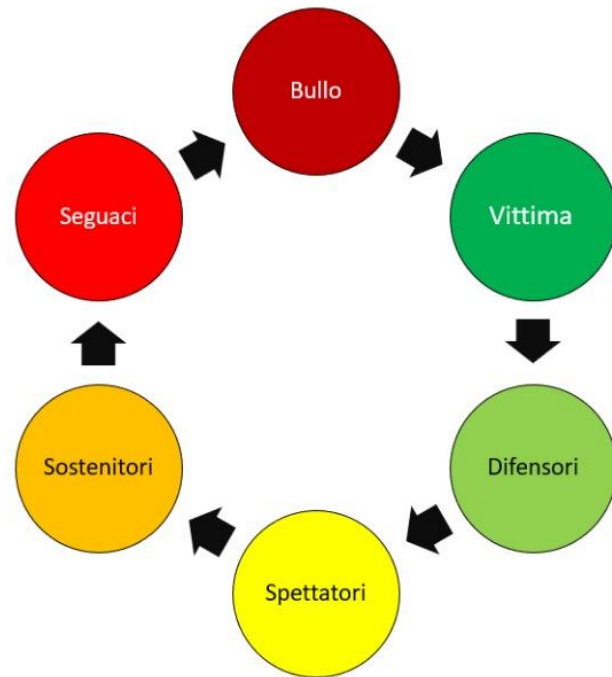 Bullo
Vittima
Difensori
Spettatori
Sostenitori
Seguaci